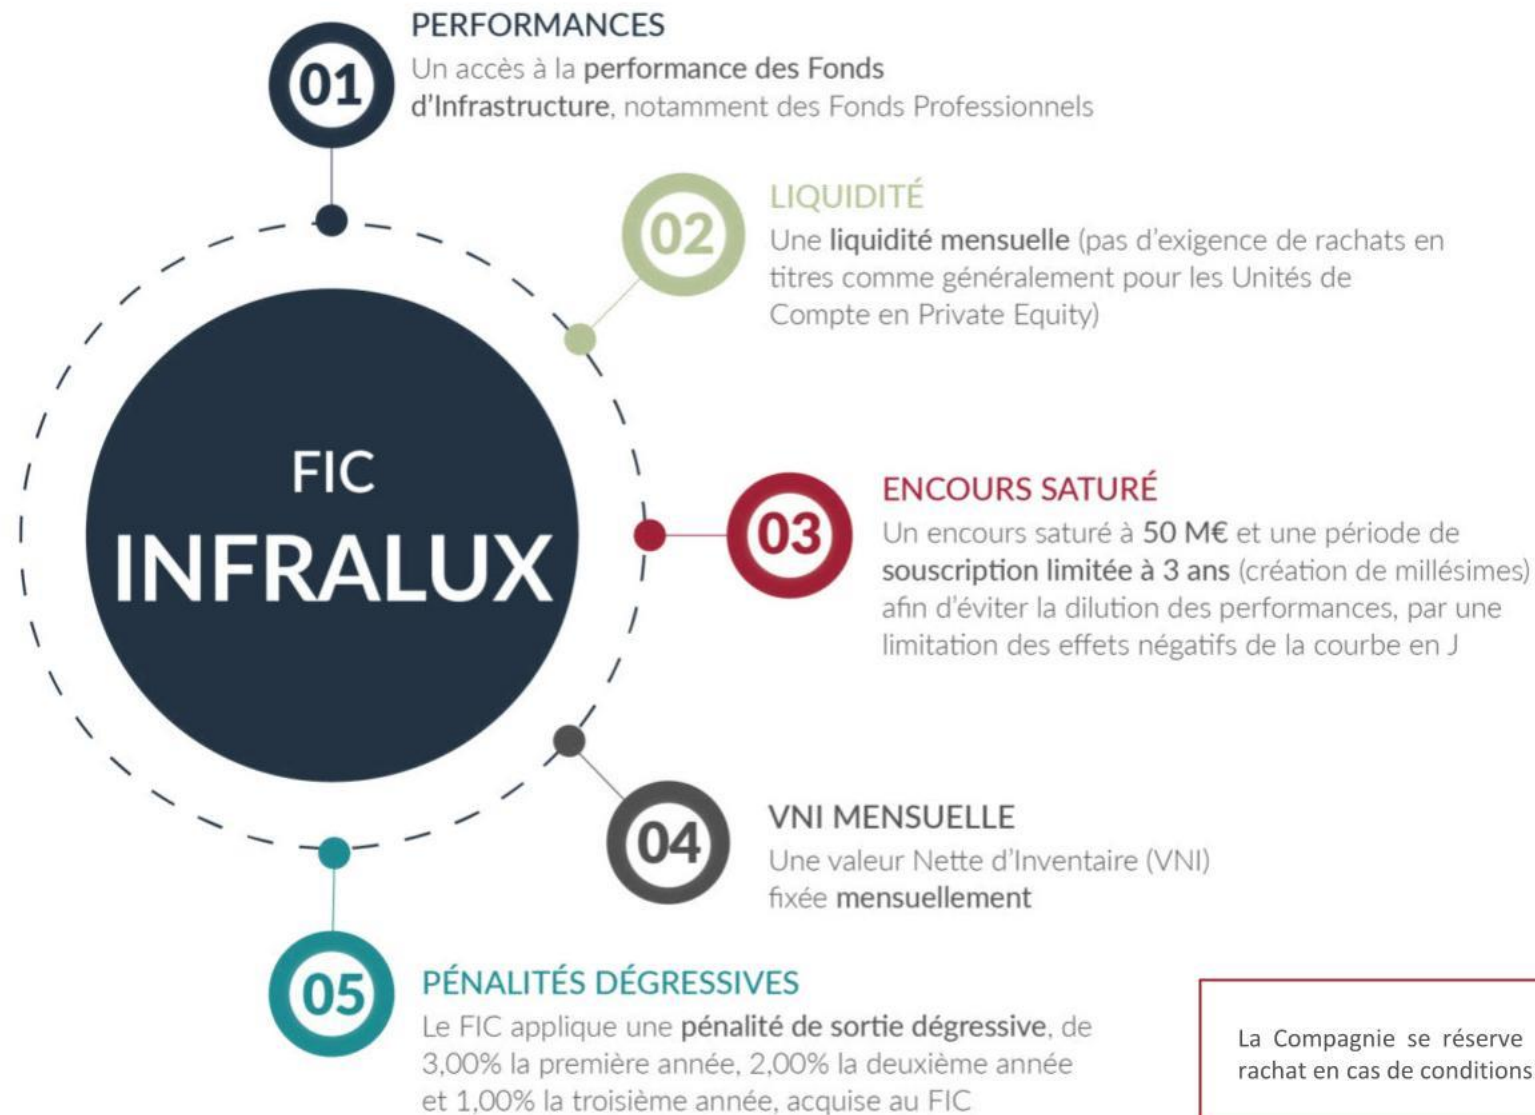 01
PERFORMANCES
Un accès à la performance des Fonds
d'Infrastructure, notamment des Fonds Professionnels
02
LIQUIDITÉ
Une liquidité mensuelle (pas d'exigence de rachats en
titres comme généralement pour les Unités de
Compte en Private Equity)
FIC
INFRALUX
03
ENCOURS SATURÉ
Un encours saturé à 50 M€ et une période de
souscription limitée à 3 ans (création de millésimes)
afin d'éviter la dilution des performances, par une
limitation des effets négatifs de la courbe en J
04
VNI MENSUELLE
Une valeur Nette d'Inventaire (VNI)
fixée mensuellement
05
PÉNALITÉS DÉGRESSIVES
Le FIC applique une pénalité de sortie dégressive, de
3,00% la première année, 2,00% la deuxième année
et 1,00% la troisième année, acquise au FIC
La Compagnie se réserve
rachat en cas de conditions